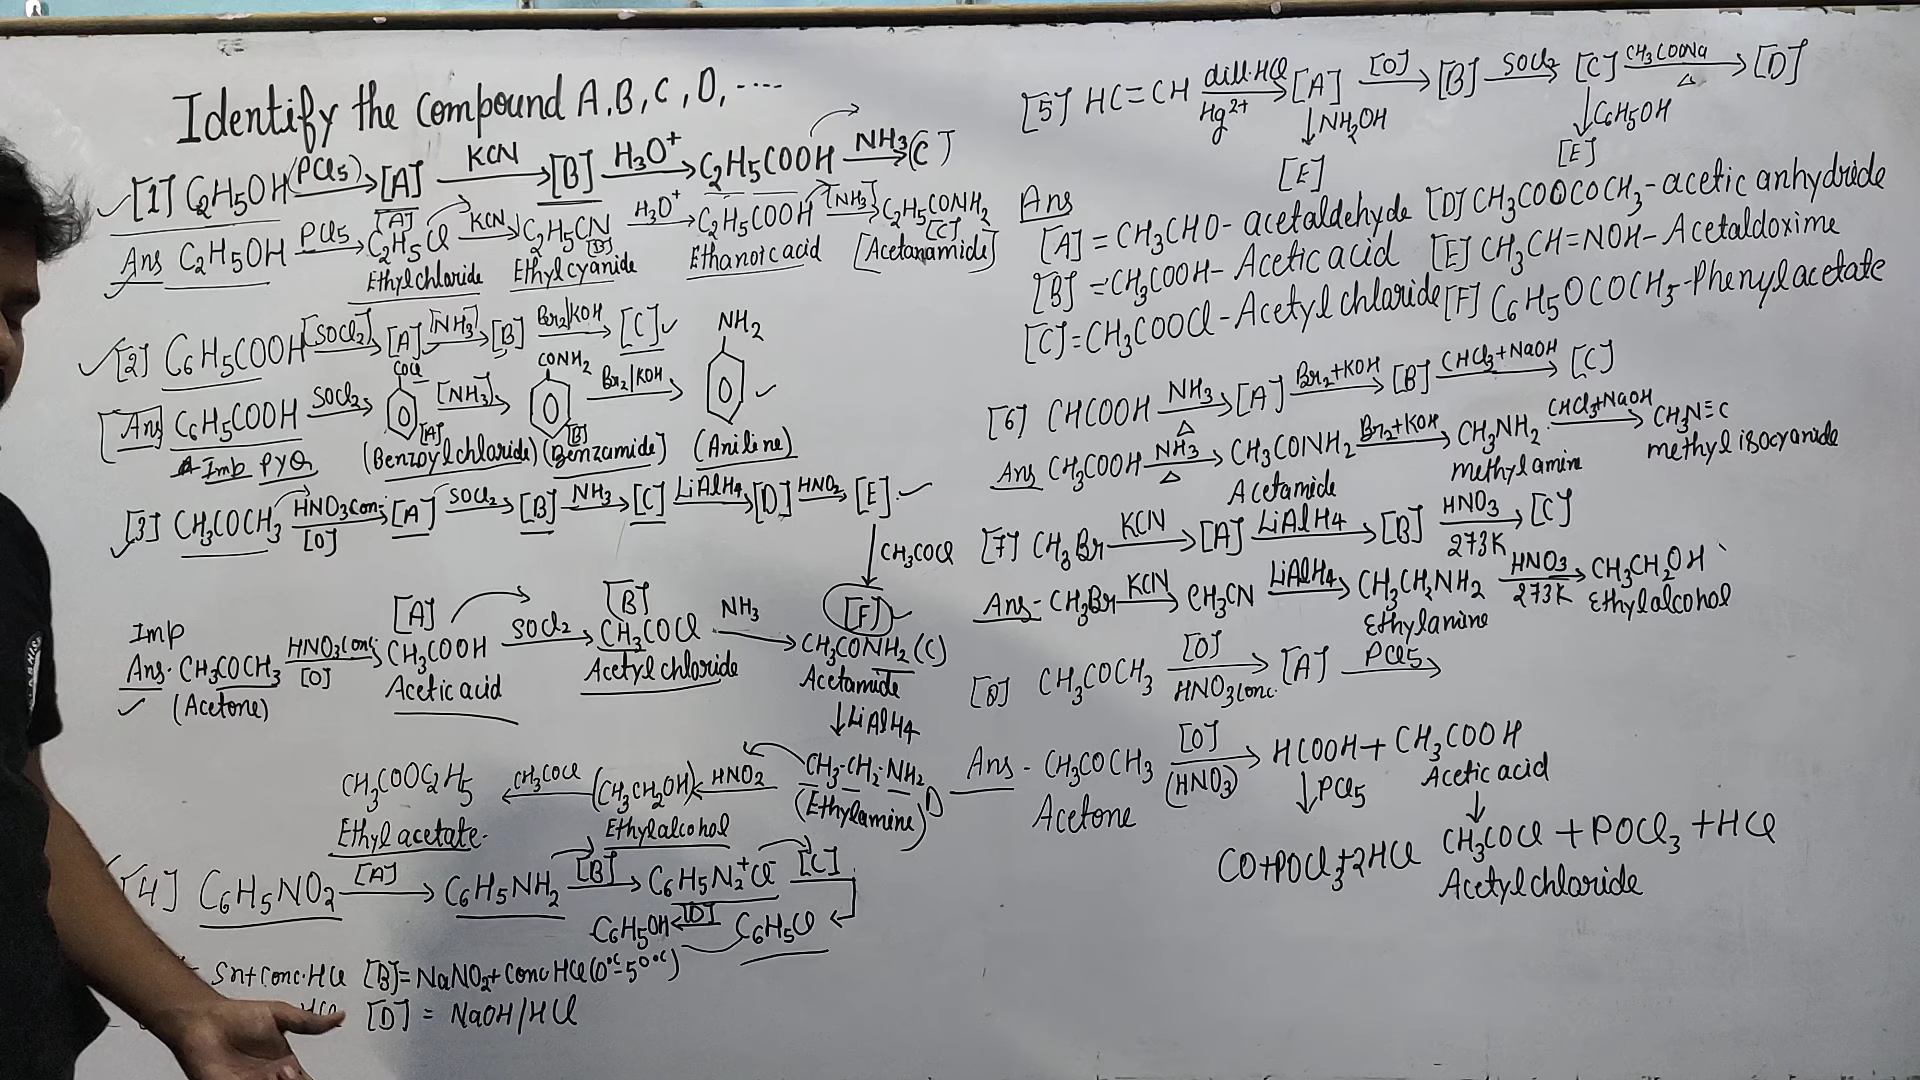 Identify the compound A, B, C, D, ....
[1] C2H5OH (PCl5)→ [A] KCN→ [B] H3O+→ C2H5COOH NH3→ [C]
Ans C2H5OH PCl5→ [A] C2H5Cl KCN→ C2H5CN [B] H3O+→ C2H5COOH [NH3]→ C2H5CONH2 [C]
Ethyl chloride Ethyl cyanide Ethanoic acid [Acetanamide]
[2] C6H5COOH [SOCl2]→ [A] [NH3]→ [B] Br2/KOH→ [C]
COCl CONH2 NH2
[Ans] C6H5COOH SOCl2→ [A] [NH3]→ [B] Br2/KOH→
Imp PYQ (Benzoyl chloride) (Benzamide] (Aniline)
[3] CH3COCH3 HNO3 conc [O]→ [A] SOCl2→ [B] NH3→ [C] LiAlH4→ [D] HNO2→ [E]
↓ CH3COCl
[F]
Imp
Ans. CH3COCH3 HNO3 (conc [O]→ [A] CH3COOH SOCl2→ [B] CH3COCl NH3→ CH3CONH2 (C)
(Acetone) Acetic acid Acetyl chloride Acetamide
↓ LiAlH4
CH3COOC2H5 ←CH3COCl (CH3CH2OH) ←HNO2 CH3-CH2-NH2
Ethyl acetate. Ethyl alcohol (Ethylamine) D
[4] C6H5NO2 [A]→ C6H5NH2 [B]→ C6H5N2+Cl- [C]
C6H5OH ←[D] C6H5Cl
Sn+conc.HCl [B]= NaNO2+conc HCl (0°C-50°C)
HCl [D] = NaOH/HCl
[5] HC=CH dill.HCl Hg2+→ [A] [O]→ [B] SOCl2→ [C] CH3COONa △→ [D]
↓NH2OH ↓C6H5OH
[E] [E]
Ans
[A] = CH3CHO- acetaldehyde [D] CH3COOCOCH3-acetic anhydride
[B] = CH3COOH- Acetic acid [E] CH3CH=NOH- Acetaldoxime
[C]= CH3COOCl-Acetyl chloride [F] C6H5OCOCH3-Phenyl acetate
[6] CHCOOH NH3 △→ [A] Br2+KOH→ [B] CHCl3+NaOH→ [C]
Ans CH3COOH NH3 △→ CH3CONH2 Br2+KOH→ CH3NH2 CHCl3+NaOH→ CH3N≡C
Acetamide methyl amine methyl isocyanide
[7] CH3Br KCN→ [A] LiAlH4→ [B] HNO3 273K→ [C]
Ans- CH3Br KCN→ CH3CN LiAlH4→ CH3CH2NH2 HNO3 273K→ CH3CH2OH
Ethylamine Ethyl alcohol
[8] CH3COCH3 [O] HNO3 conc.→ [A] PCl5→
Ans - CH3COCH3 [O] (HNO3)→ HCOOH + CH3COOH
Acetone ↓PCl5 Acetic acid
↓
CO+POCl3+2HCl CH3COCl + POCl3 + HCl
Acetyl chloride